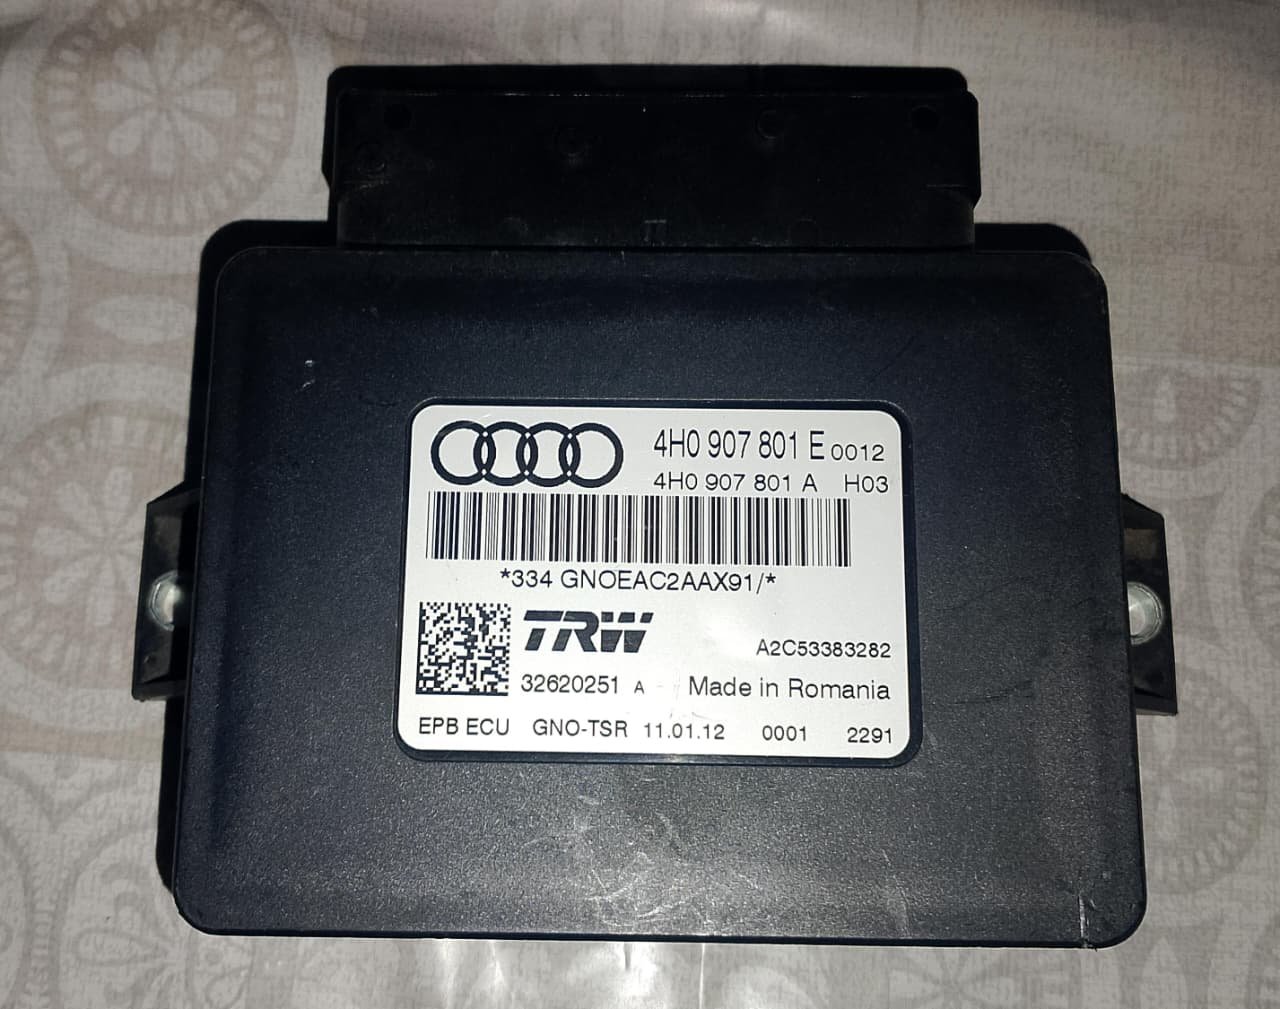 4H0 907 801 E 0012
4H0 907 801 A H03
*334 GNOEAC2AAX91/*
TRW
A2C53383282
32620251 A Made in Romania
EPB ECU GNO-TSR 11.01.12 0001 2291